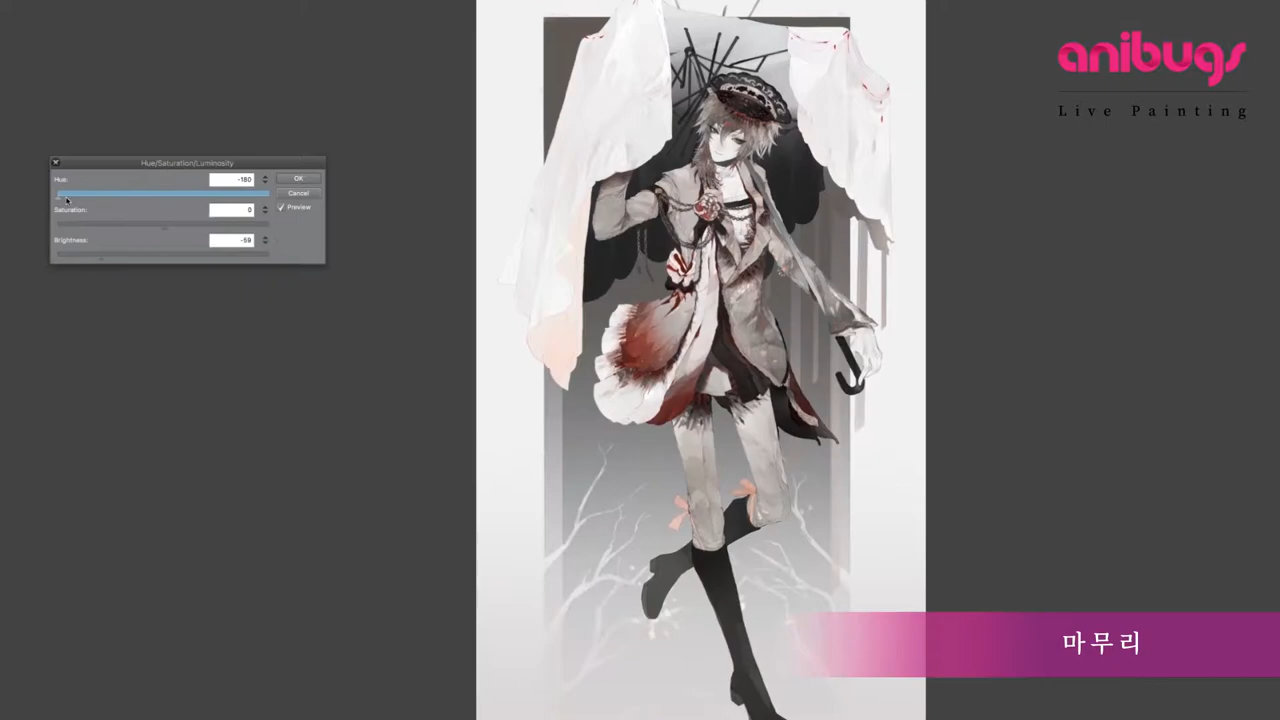 anibugs
Live Painting
Hue/Saturation/Luminosity
Hue:
-180
OK
Cancel
Saturation:
0
Preview
Brightness:
-59
마무리